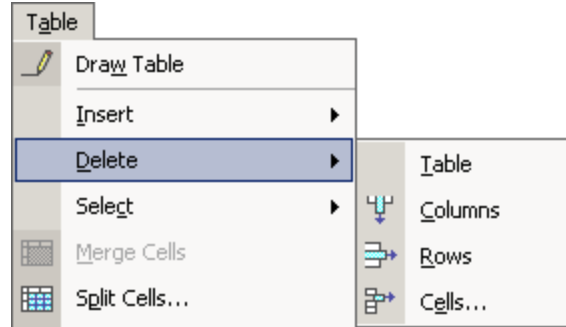 Table
Draw Table
Insert
Delete
Select
Merge Cells
Split Cells...
Table
Columns
Rows
Cells...